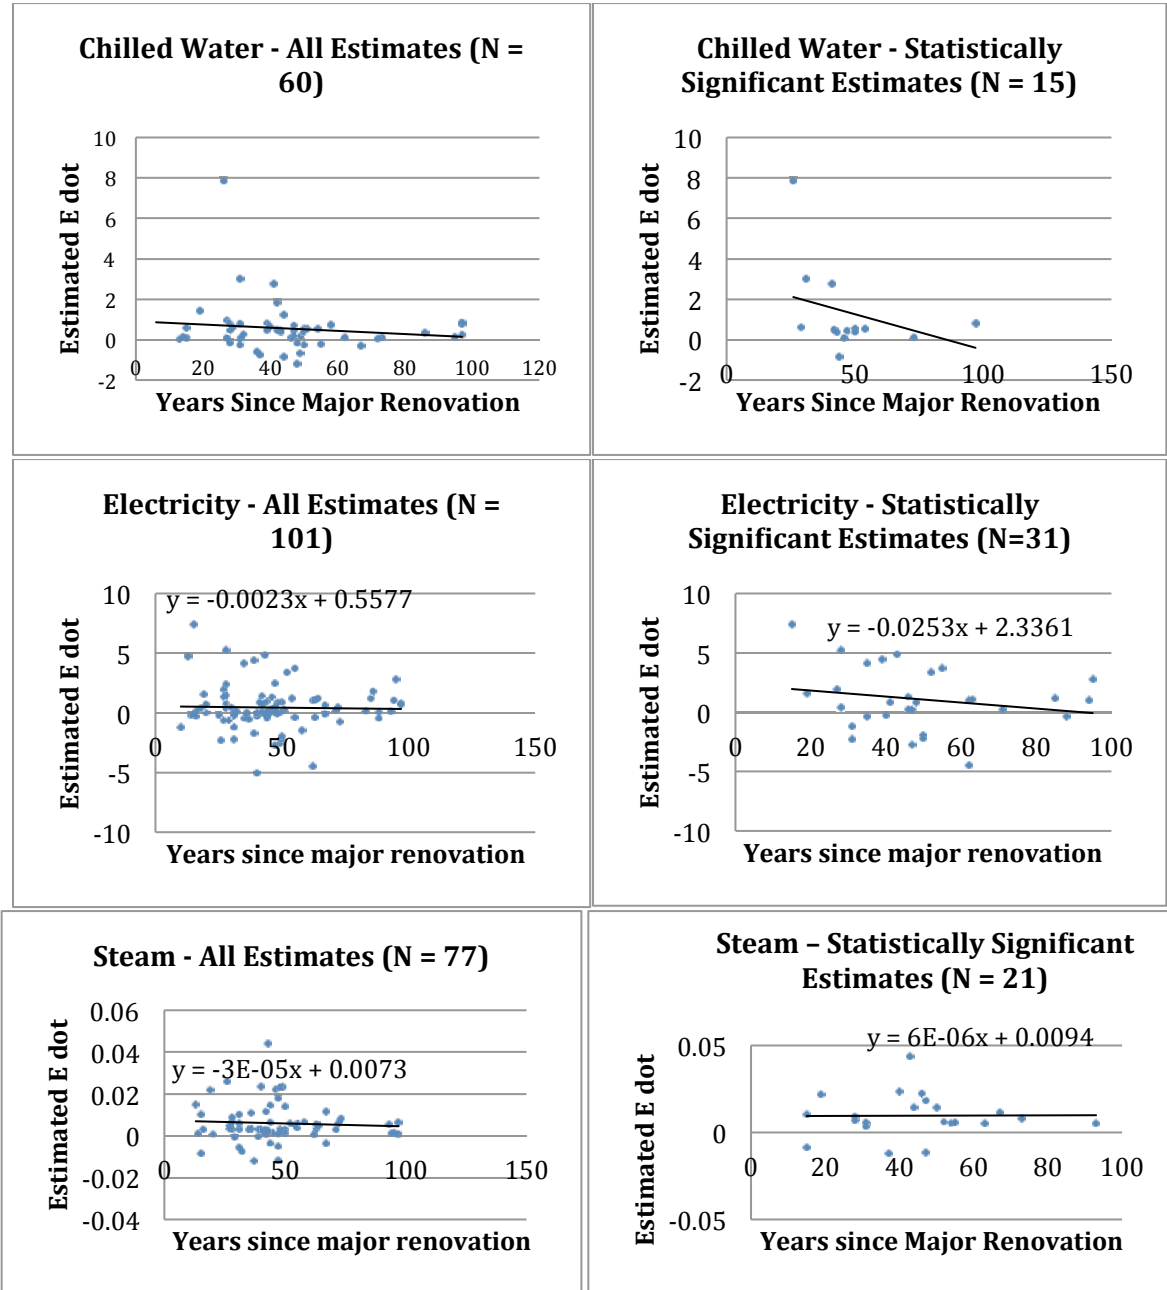 Chilled Water - All Estimates (N =
60)
Estimated E dot
10
8
6
4
2
0
-2
0 20 40 60 80 100 120
Years Since Major Renovation
Chilled Water - Statistically
Significant Estimates (N = 15)
Estimated E dot
10
8
6
4
2
0
-2
0 50 100 150
Years Since Major Renovation
Electricity - All Estimates (N =
101)
y = -0.0023x + 0.5577
Estimated E dot
10
5
0
-5
-10
0 50 100 150
Years since major renovation
Electricity - Statistically
Significant Estimates (N=31)
y = -0.0253x + 2.3361
Estimated E dot
10
5
0
-5
-10
0 20 40 60 80 100
Years since major renovation
Steam - All Estimates (N = 77)
y = -3E-05x + 0.0073
Estimated E dot
0.06
0.04
0.02
0
-0.02
-0.04
0 50 100 150
Years since major renovation
Steam – Statistically Significant
Estimates (N = 21)
y = 6E-06x + 0.0094
Estimated E dot
0.05
0
-0.05
0 20 40 60 80 100
Years since Major Renovation